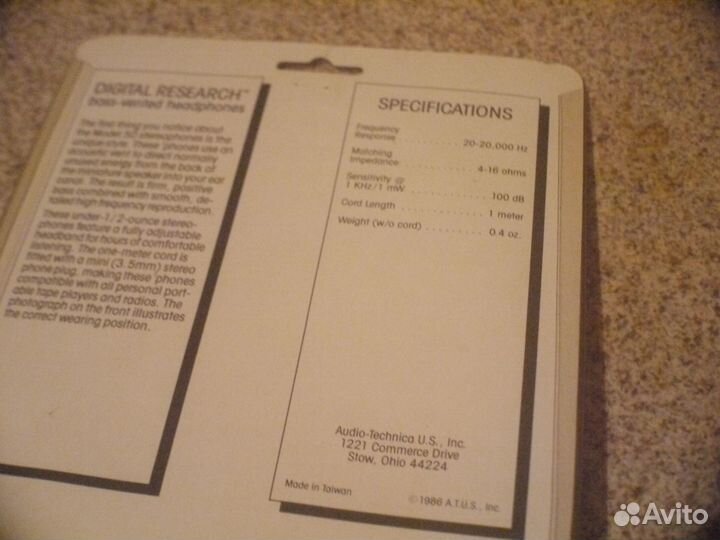 DIGITAL RESEARCH™
bass-vented headphones
The first thing you notice about
the Model 50 stereophones is the
unique style. These 'phones use an
acoustic vent to direct normally
unused energy from the back of
the miniature speaker into your ear
canal. The result is firm, positive
bass combined with smooth, de-
tailed high frequency reproduction.
These under-1/2-ounce stereo-
phones feature a fully adjustable
headband for hours of comfortable
listening. The one-meter cord is
fitted with a mini (3.5mm) stereo
phone plug, making these 'phones
compatible with all personal port-
able tape players and radios. The
photograph on the front illustrates
the correct wearing position.
SPECIFICATIONS
Frequency
Response . . . . . . . . . . 20-20,000 Hz
Matching
Impedance . . . . . . . . . . 4-16 ohms
Sensitivity @
1 KHz/1 mW . . . . . . . . . . 100 dB
Cord Length . . . . . . . . . . 1 meter
Weight (w/o cord) . . . . . . . . . . 0.4 oz.
Audio-Technica U.S., Inc.
1221 Commerce Drive
Stow, Ohio 44224
Made in Taiwan
© 1986 A.T.U.S., Inc.
Avito